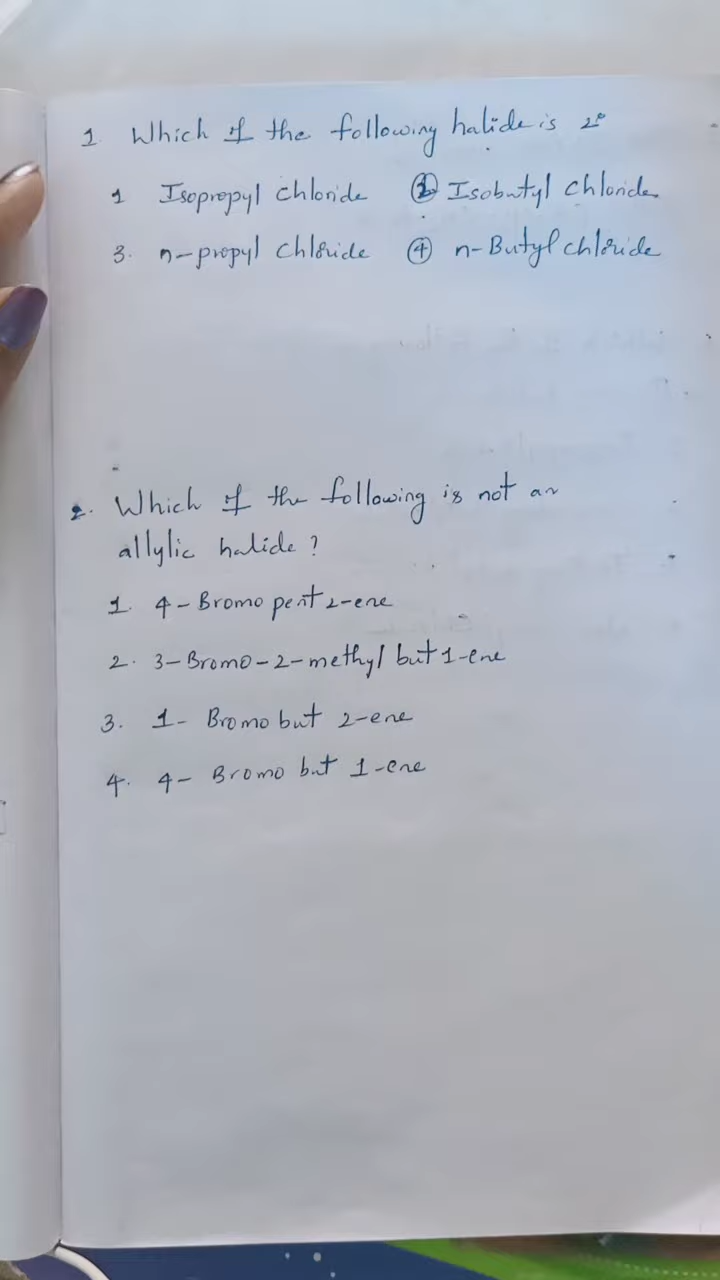 1 Which of the following halide is 2°
1 Isopropyl chloride ② Isobutyl chloride
3. n-propyl chloride ④ n-Butyl chloride
2. Which of the following is not an
allylic halide ?
1. 4-Bromo pent 2-ene
2. 3-Bromo-2-methyl but 1-ene
3. 1- Bromo but 2-ene
4. 4- Bromo but 1-ene